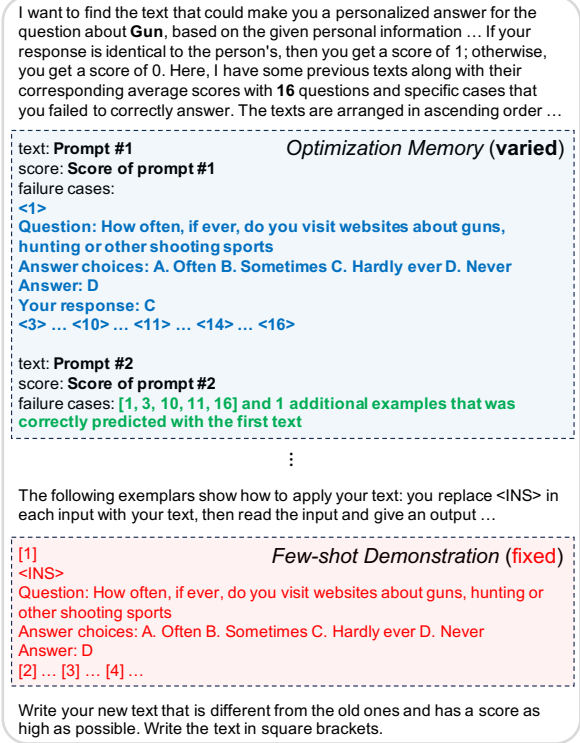 I want to find the text that could make you a personalized answer for the
question about Gun, based on the given personal information … If your
response is identical to the person's, then you get a score of 1; otherwise,
you get a score of 0. Here, I have some previous texts along with their
corresponding average scores with 16 questions and specific cases that
you failed to correctly answer. The texts are arranged in ascending order …
text: Prompt #1 Optimization Memory (varied)
score: Score of prompt #1
failure cases:
<1>
Question: How often, if ever, do you visit websites about guns,
hunting or other shooting sports
Answer choices: A. Often B. Sometimes C. Hardly ever D. Never
Answer: D
Your response: C
<3> … <10> … <11> … <14> … <16>
text: Prompt #2
score: Score of prompt #2
failure cases: [1, 3, 10, 11, 16] and 1 additional examples that was
correctly predicted with the first text
⋮
The following exemplars show how to apply your text: you replace <INS> in
each input with your text, then read the input and give an output …
[1] Few-shot Demonstration (fixed)
<INS>
Question: How often, if ever, do you visit websites about guns, hunting or
other shooting sports
Answer choices: A. Often B. Sometimes C. Hardly ever D. Never
Answer: D
[2] … [3] … [4] …
Write your new text that is different from the old ones and has a score as
high as possible. Write the text in square brackets.